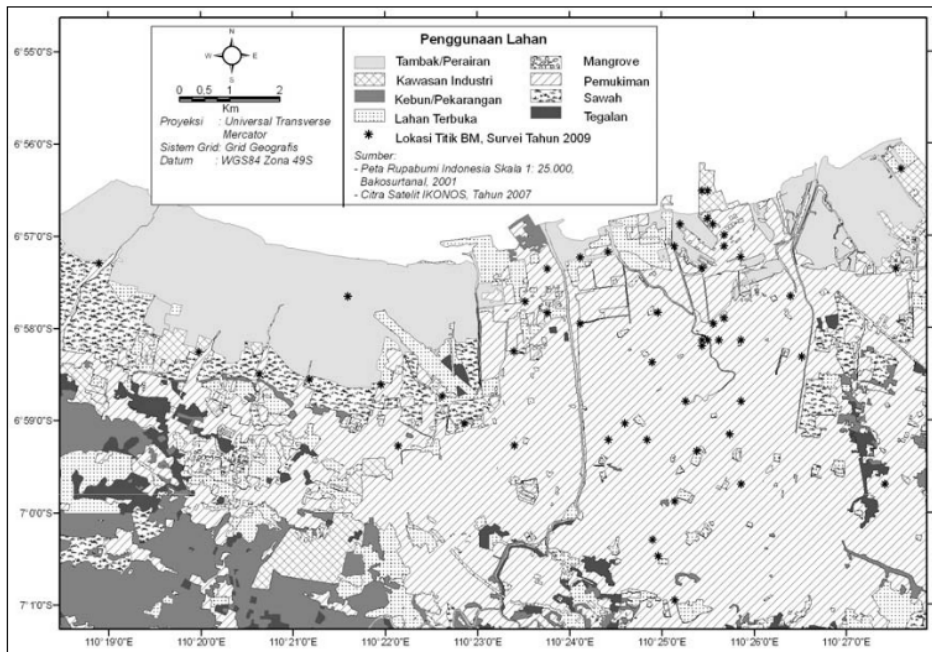 N
W E
S
0 0,5 1 2
Km
Proyeksi : Universal Transverse
Mercator
Sistem Grid: Grid Geografis
Datum : WGS84 Zona 49S
Penggunaan Lahan
Tambak/Perairan
Kawasan Industri
Kebun/Pekarangan
Lahan Terbuka
Mangrove
Pemukiman
Sawah
Tegalan
Lokasi Titik BM, Survei Tahun 2009
Sumber:
- Peta Rupabumi Indonesia Skala 1: 25.000,
Bakosurtanal, 2001
- Citra Satelit IKONOS, Tahun 2007
6°55'0"S
6°56'0"S
6°57'0"S
6°58'0"S
6°59'0"S
7°0'0"S
7°1'0"S
110°19'0"E 110°20'0"E 110°21'0"E 110°22'0"E 110°23'0"E 110°24'0"E 110°25'0"E 110°26'0"E 110°27'0"E